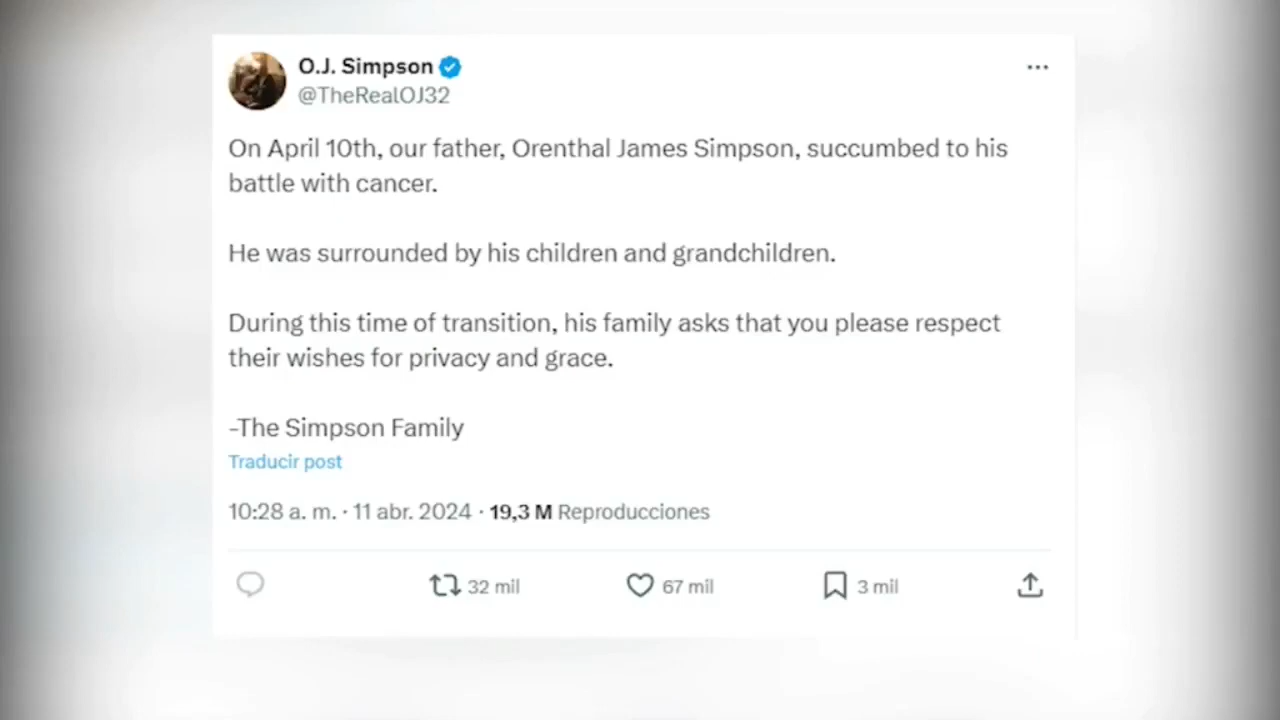 O.J. Simpson
@TheRealOJ32
On April 10th, our father, Orenthal James Simpson, succumbed to his
battle with cancer.
He was surrounded by his children and grandchildren.
During this time of transition, his family asks that you please respect
their wishes for privacy and grace.
-The Simpson Family
Traducir post
10:28 a. m. · 11 abr. 2024 · 19,3 M Reproducciones
32 mil 67 mil 3 mil